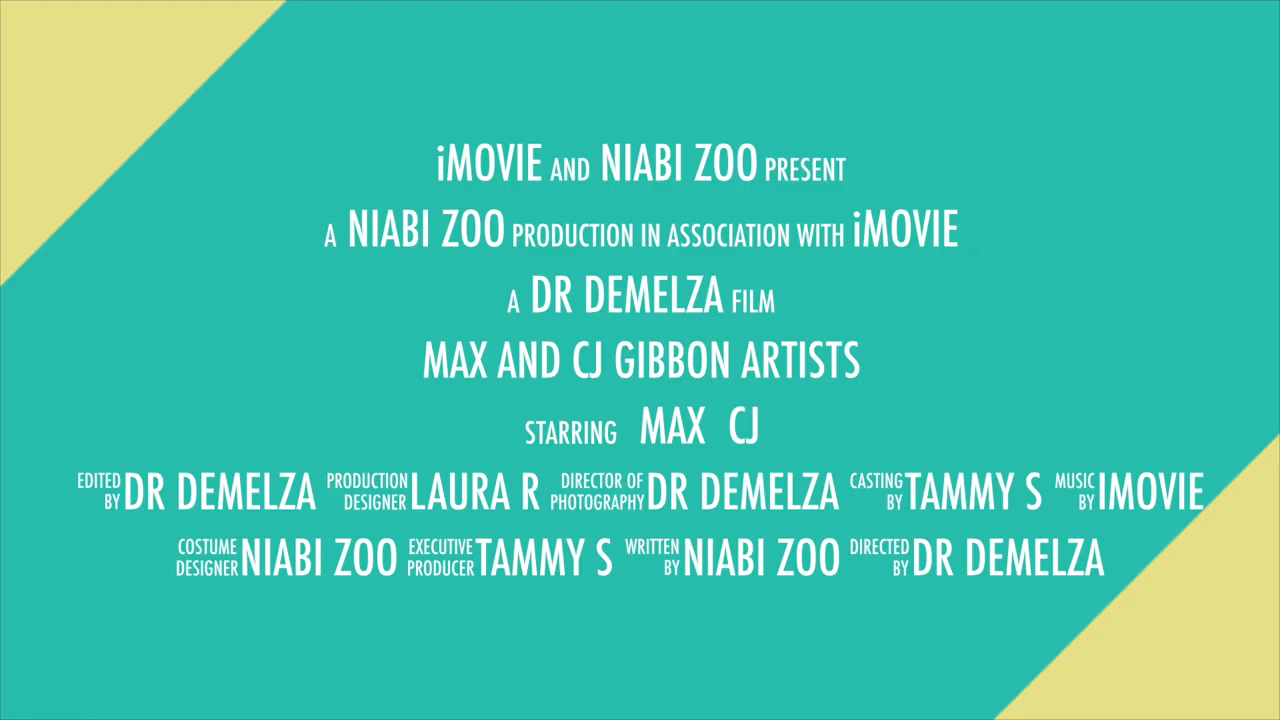 iMOVIE AND NIABI ZOO PRESENT
A NIABI ZOO PRODUCTION IN ASSOCIATION WITH iMOVIE
A DR DEMELZA FILM
MAX AND CJ GIBBON ARTISTS
STARRING MAX CJ
EDITED BY DR DEMELZA PRODUCTION DESIGNER LAURA R DIRECTOR OF PHOTOGRAPHY DR DEMELZA CASTING BY TAMMY S MUSIC BY IMOVIE
COSTUME DESIGNER NIABI ZOO EXECUTIVE PRODUCER TAMMY S WRITTEN BY NIABI ZOO DIRECTED BY DR DEMELZA